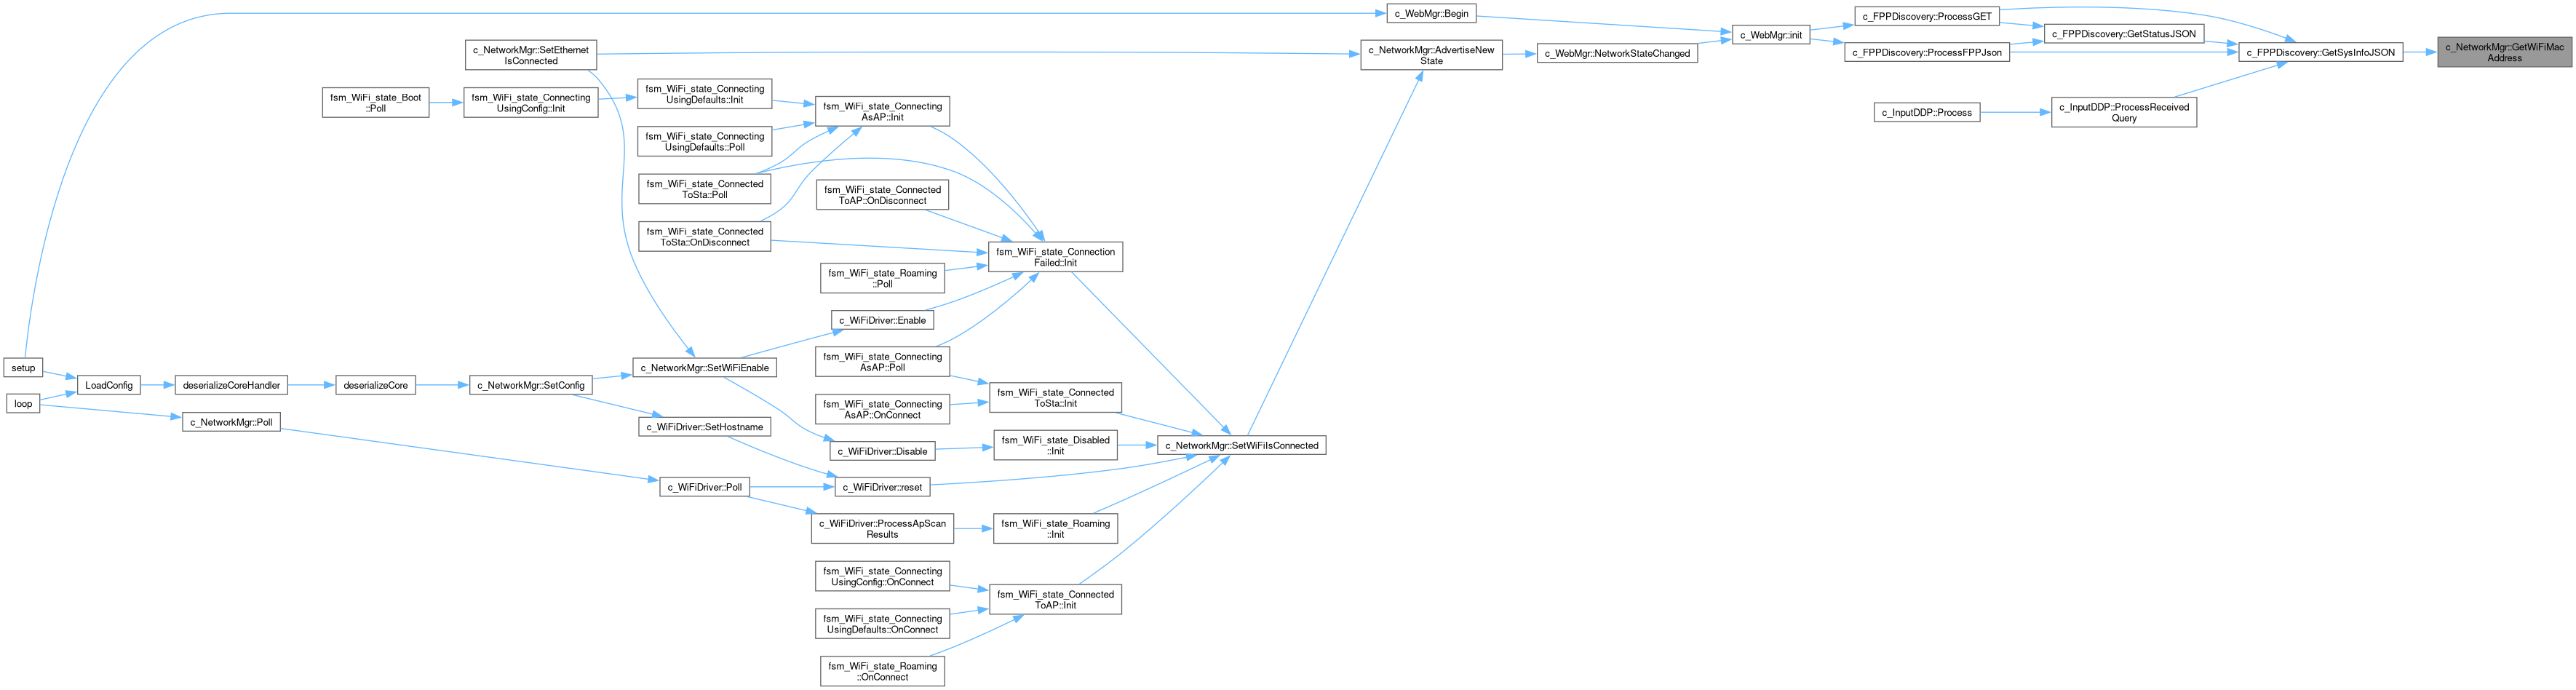 c_WebMgr::Begin
c_FPPDiscovery::ProcessGET
c_FPPDiscovery::GetStatusJSON
c_WebMgr::init
c_NetworkMgr::SetEthernet
IsConnected
c_NetworkMgr::AdvertiseNew
State
c_WebMgr::NetworkStateChanged
c_FPPDiscovery::ProcessFPPJson
c_FPPDiscovery::GetSysInfoJSON
c_NetworkMgr::GetWiFiMac
Address
fsm_WiFi_state_Boot
::Poll
fsm_WiFi_state_Connecting
UsingConfig::Init
fsm_WiFi_state_Connecting
UsingDefaults::Init
fsm_WiFi_state_Connecting
AsAP::Init
c_InputDDP::Process
c_InputDDP::ProcessReceived
Query
fsm_WiFi_state_Connecting
UsingDefaults::Poll
fsm_WiFi_state_Connected
ToSta::Poll
fsm_WiFi_state_Connected
ToAP::OnDisconnect
fsm_WiFi_state_Connected
ToSta::OnDisconnect
fsm_WiFi_state_Connection
Failed::Init
fsm_WiFi_state_Roaming
::Poll
c_WiFiDriver::Enable
fsm_WiFi_state_Connecting
AsAP::Poll
setup
c_NetworkMgr::SetWiFiEnable
LoadConfig
deserializeCoreHandler
deserializeCore
c_NetworkMgr::SetConfig
fsm_WiFi_state_Connected
ToSta::Init
loop
fsm_WiFi_state_Connecting
AsAP::OnConnect
c_NetworkMgr::Poll
c_WiFiDriver::SetHostname
c_WiFiDriver::Disable
fsm_WiFi_state_Disabled
::Init
c_NetworkMgr::SetWiFiIsConnected
c_WiFiDriver::Poll
c_WiFiDriver::reset
c_WiFiDriver::ProcessApScan
Results
fsm_WiFi_state_Roaming
::Init
fsm_WiFi_state_Connecting
UsingConfig::OnConnect
fsm_WiFi_state_Connected
ToAP::Init
fsm_WiFi_state_Connecting
UsingDefaults::OnConnect
fsm_WiFi_state_Roaming
::OnConnect